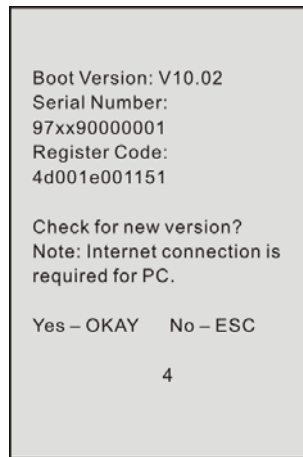 Boot Version: V10.02
Serial Number:
97xx90000001
Register Code:
4d001e001151
Check for new version?
Note: Internet connection is
required for PC.
Yes – OKAY No – ESC
4